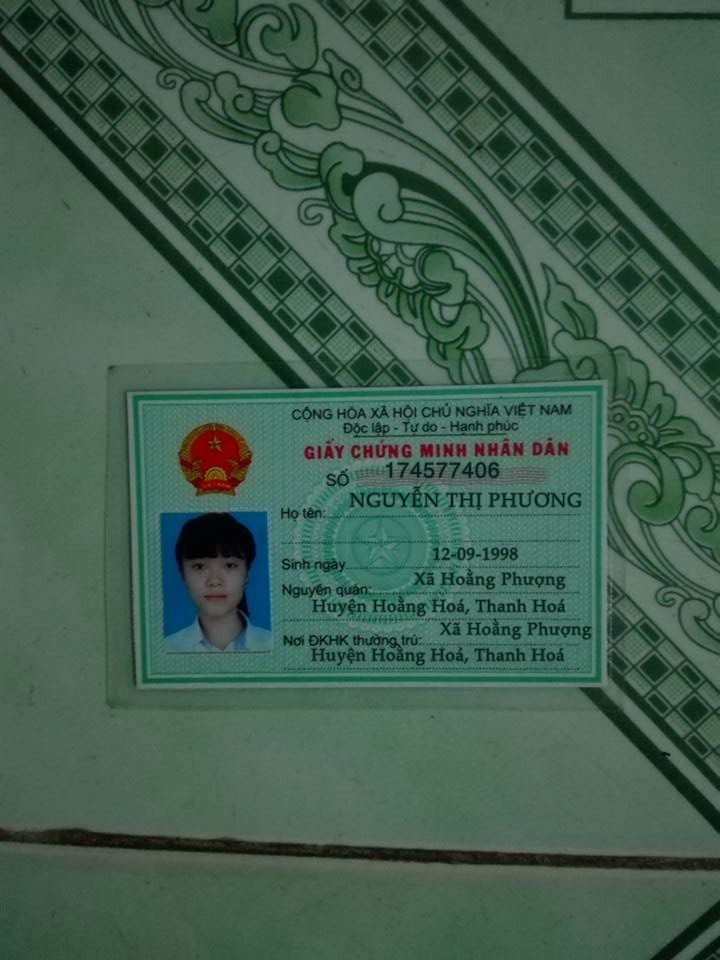 CỘNG HÒA XÃ HỘI CHỦ NGHĨA VIỆT NAM
Độc lập - Tự do - Hạnh phúc
GIẤY CHỨNG MINH NHÂN DÂN
SỐ 174577406
Họ tên: NGUYỄN THỊ PHƯƠNG
Sinh ngày 12-09-1998
Nguyên quán: Xã Hoằng Phượng
Huyện Hoằng Hoá, Thanh Hoá
Nơi ĐKHK thường trú: Xã Hoằng Phượng
Huyện Hoằng Hoá, Thanh Hoá